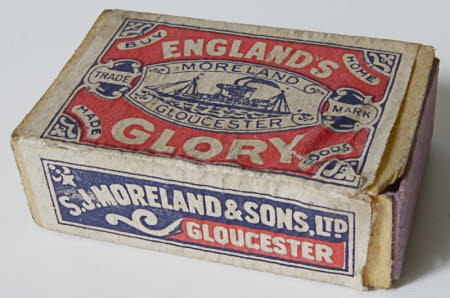 BUY
ENGLAND'S
HOME
TRADE
MORELAND
MARK
GLOUCESTER
MADE
GLORY
GOODS
S.J. MORELAND & SONS, LTD
GLOUCESTER